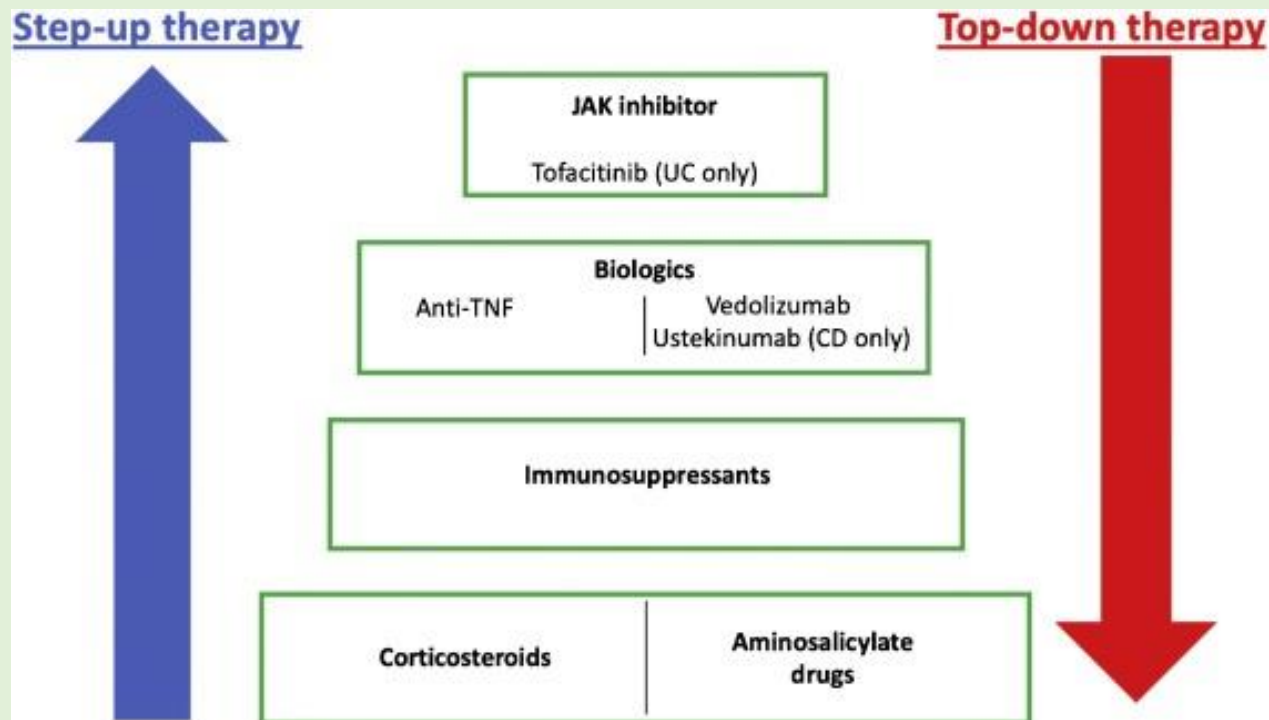 Step-up therapy
Top-down therapy
JAK inhibitor
Tofacitinib (UC only)
Biologics
Anti-TNF
Vedolizumab
Ustekinumab (CD only)
Immunosuppressants
Corticosteroids
Aminosalicylate
drugs